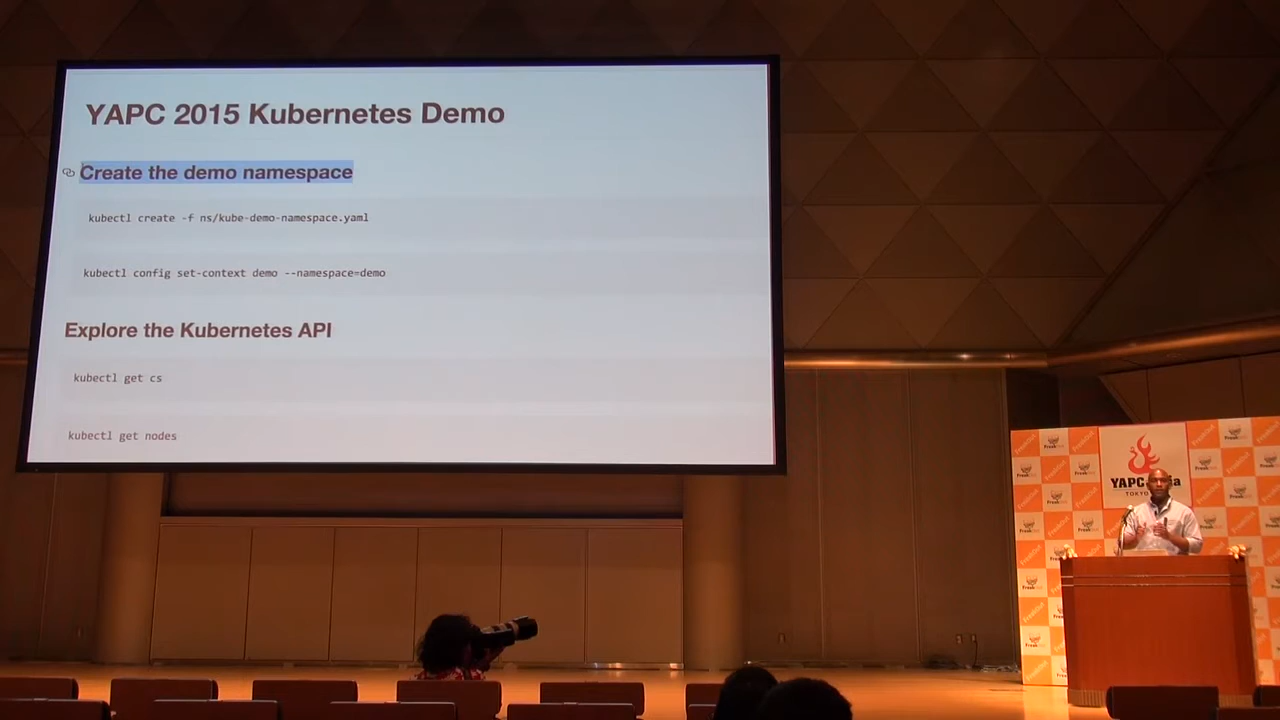 YAPC 2015 Kubernetes Demo
Create the demo namespace
kubectl create -f ns/kube-demo-namespace.yaml
kubectl config set-context demo --namespace=demo
Explore the Kubernetes API
kubectl get cs
kubectl get nodes
YAPC
TOKYO
FreakOut